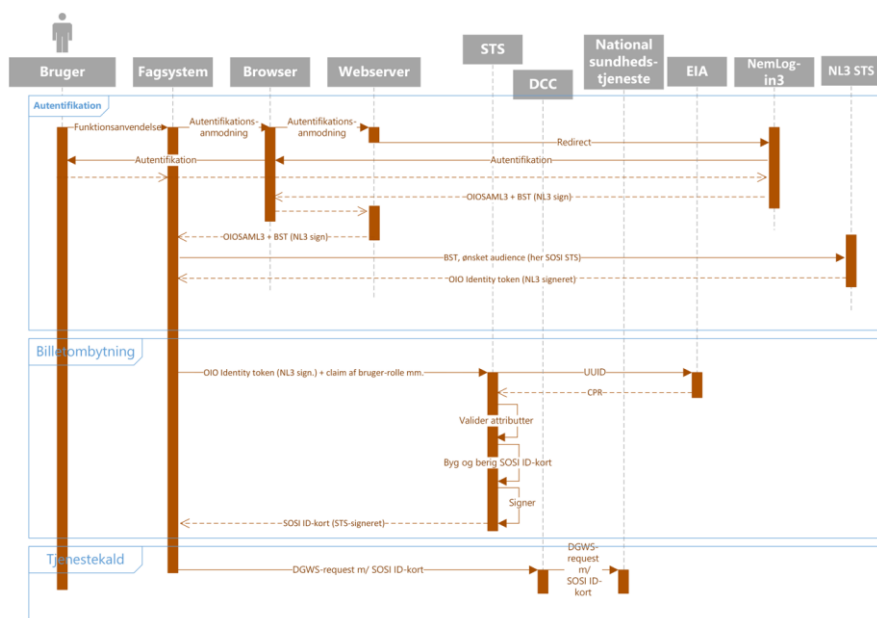 STS
National
sundheds-
tjeneste
Bruger
Fagsystem
Browser
Webserver
DCC
EIA
NemLog-
in3
NL3 STS
Autentifikation
Funktionsanvendelse
Autentifikations-
anmodning
Autentifikations-
anmodning
Redirect
Autentifikation
Autentifikation
OIOSAML3 + BST (NL3 sign)
OIOSAML3 + BST (NL3 sign)
BST, ønsket audience (her SOSI STS)
OIO Identity token (NL3 signeret)
Billetombytning
OIO Identity token (NL3 sign.) + claim af bruger-rolle mm.
UUID
CPR
Valider attributter
Byg og berig SOSI ID-kort
Signer
SOSI ID-kort (STS-signeret)
Tjenestekald
DGWS-request m/ SOSI ID-kort
DGWS-
request
m/
SOSI ID-
kort